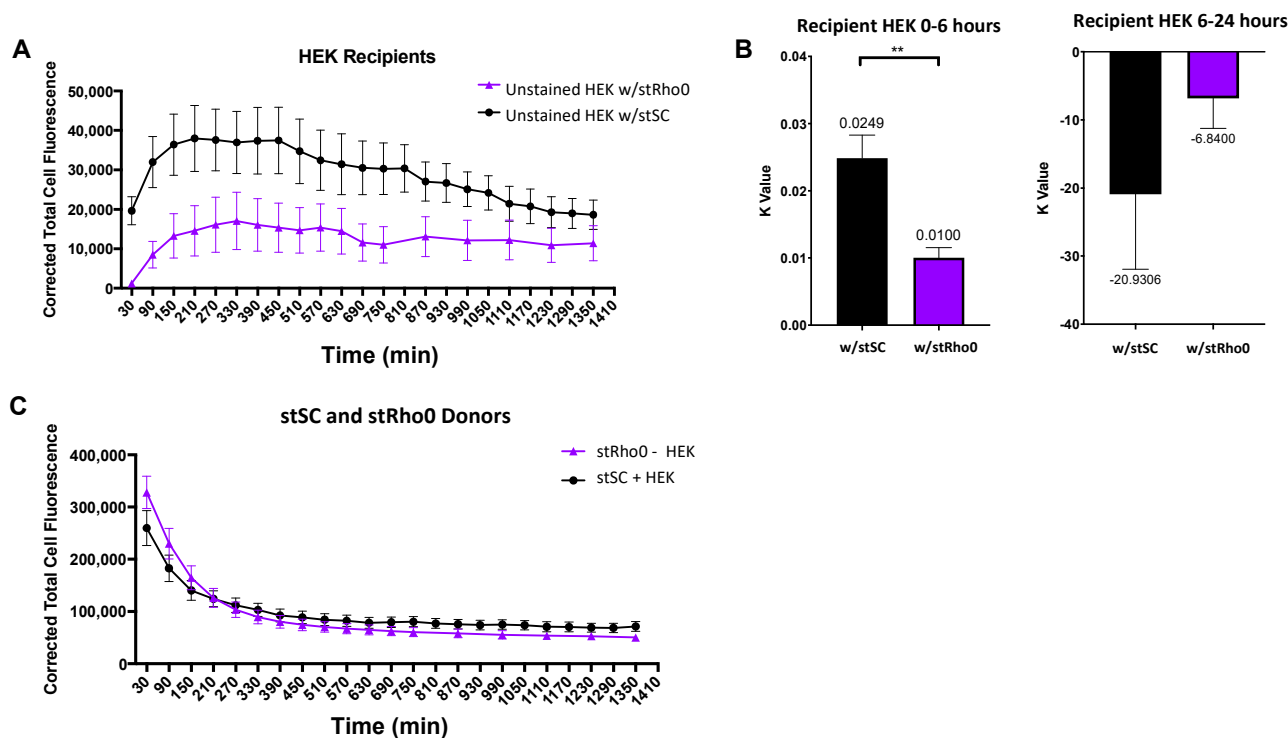 A
HEK Recipients
Unstained HEK w/stRho0
Unstained HEK w/stSC
Corrected Total Cell Fluorescence
50,000
40,000
30,000
20,000
10,000
0
30 90 150 210 270 330 390 450 510 570 630 690 750 810 870 930 990 1050 1110 1170 1230 1290 1350 1410
Time (min)
B
Recipient HEK 0-6 hours
**
K Value
0.04
0.03
0.02
0.01
0.00
0.0249
0.0100
w/stSC w/stRho0
Recipient HEK 6-24 hours
K Value
0
-10
-20
-30
-40
-20.9306
-6.8400
w/stSC w/stRho0
C
stSC and stRho0 Donors
stRho0 - HEK
stSC + HEK
Corrected Total Cell Fluorescence
400,000
300,000
200,000
100,000
0
30 90 150 210 270 330 390 450 510 570 630 690 750 810 870 930 990 1050 1110 1170 1230 1290 1350 1410
Time (min)